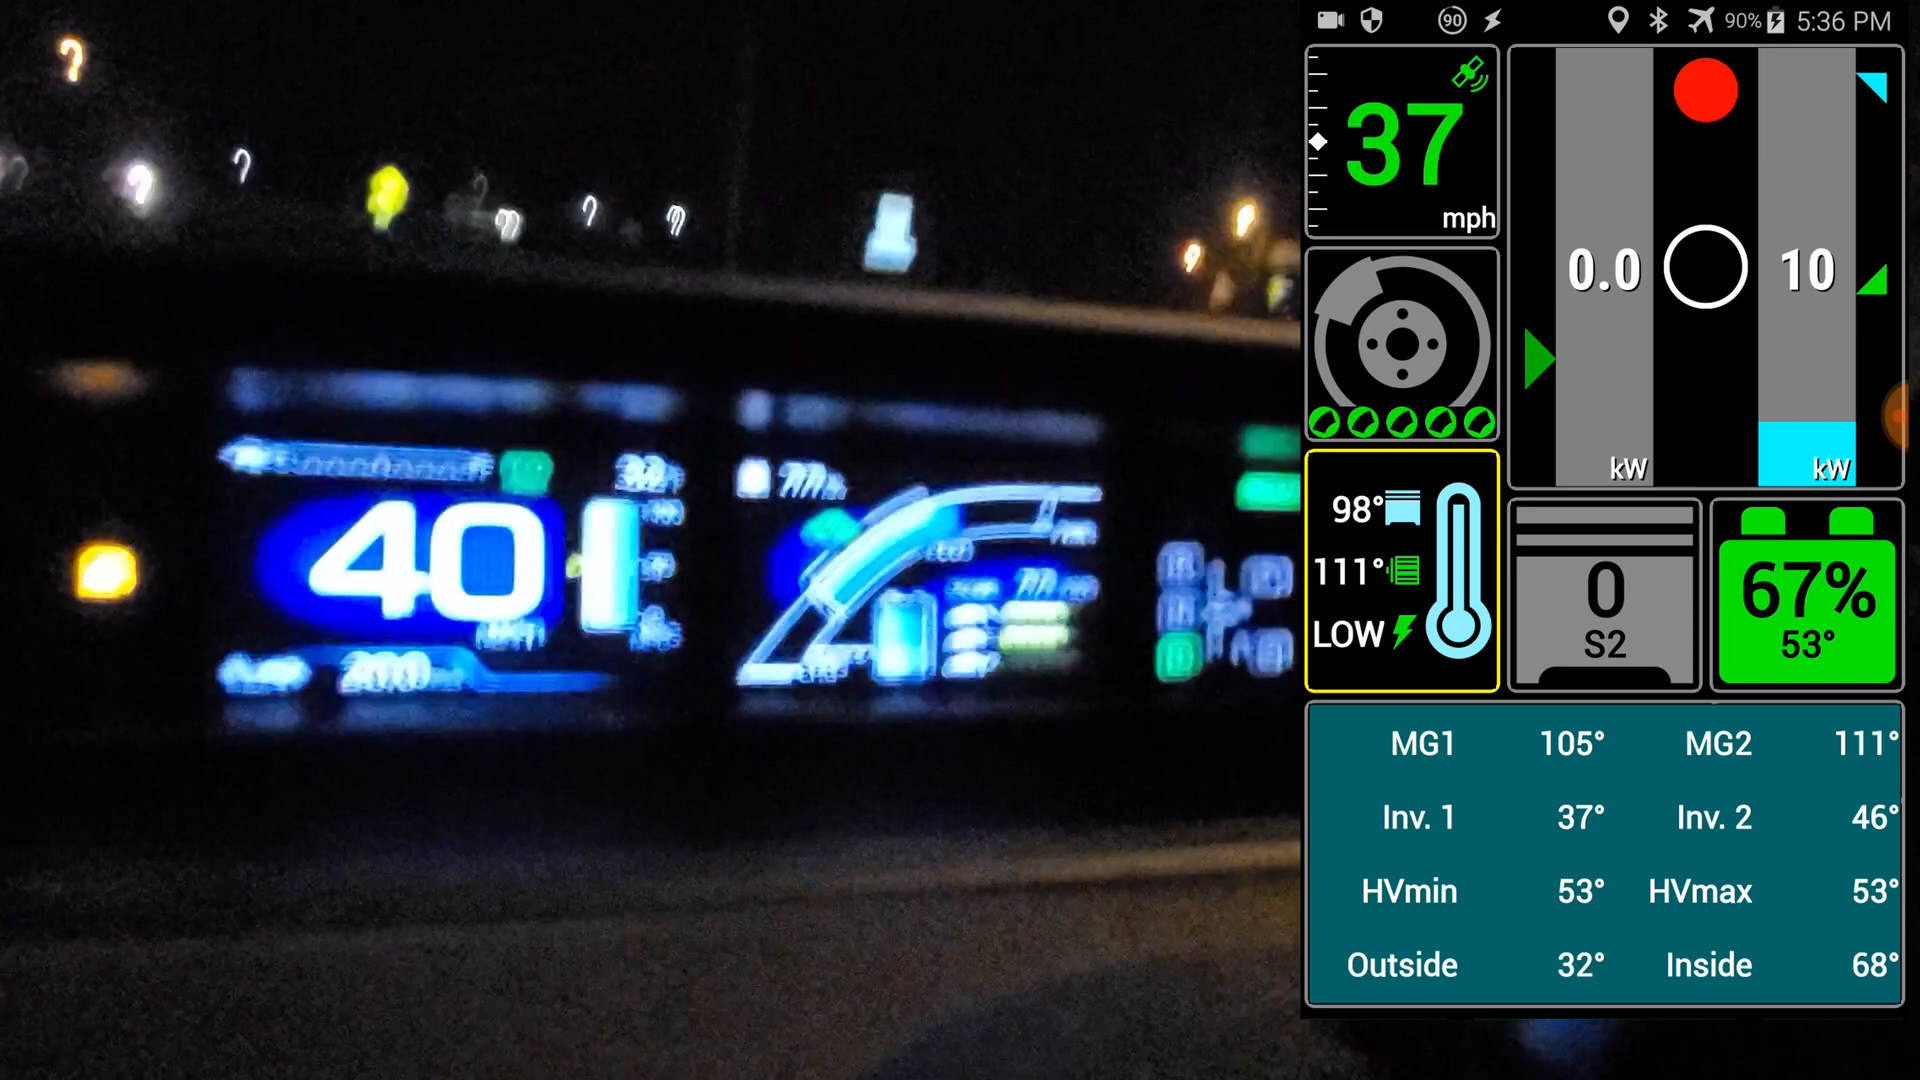 90
90%
5:36 PM
37
mph
0.0
10
kW
kW
98°
111°
LOW
0
S2
67%
53°
MG1 105° MG2 111°
Inv. 1 37° Inv. 2 46°
HVmin 53° HVmax 53°
Outside 32° Inside 68°
40